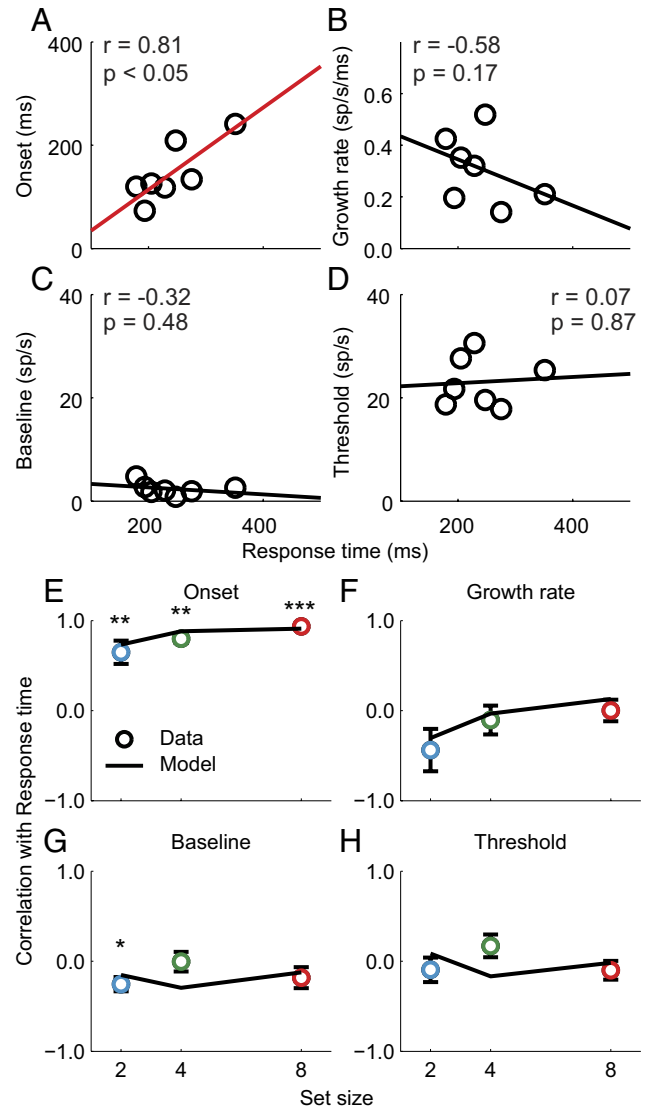 A
r = 0.81
p < 0.05
Onset (ms)
400
200
0
B
r = -0.58
p = 0.17
Growth rate (sp/s/ms)
0.6
0.4
0.2
0.0
C
r = -0.32
p = 0.48
Baseline (sp/s)
40
20
0
200
400
D
r = 0.07
p = 0.87
Threshold (sp/s)
40
20
0
200
400
Response time (ms)
E
Onset
**
**
***
1.0
0.0
−1.0
Data
Model
F
Growth rate
1.0
0.0
−1.0
Correlation with Response time
G
Baseline
*
1.0
0.0
−1.0
2
4
8
H
Threshold
1.0
0.0
−1.0
2
4
8
Set size